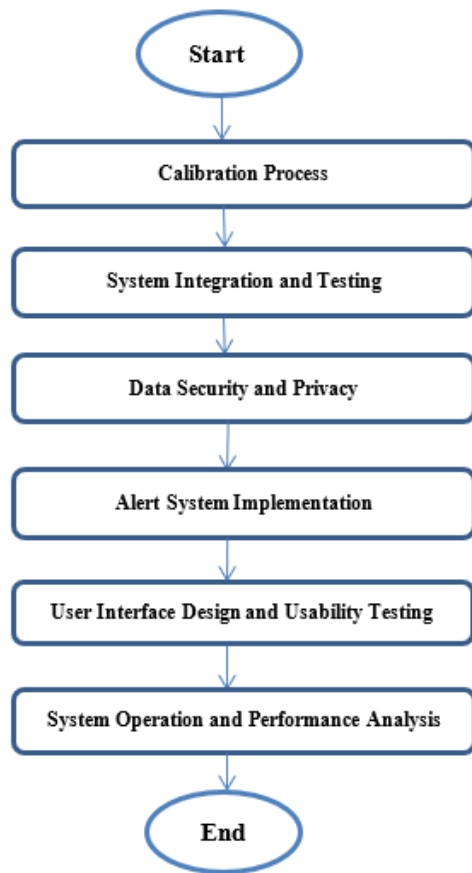 Start
Calibration Process
System Integration and Testing
Data Security and Privacy
Alert System Implementation
User Interface Design and Usability Testing
System Operation and Performance Analysis
End